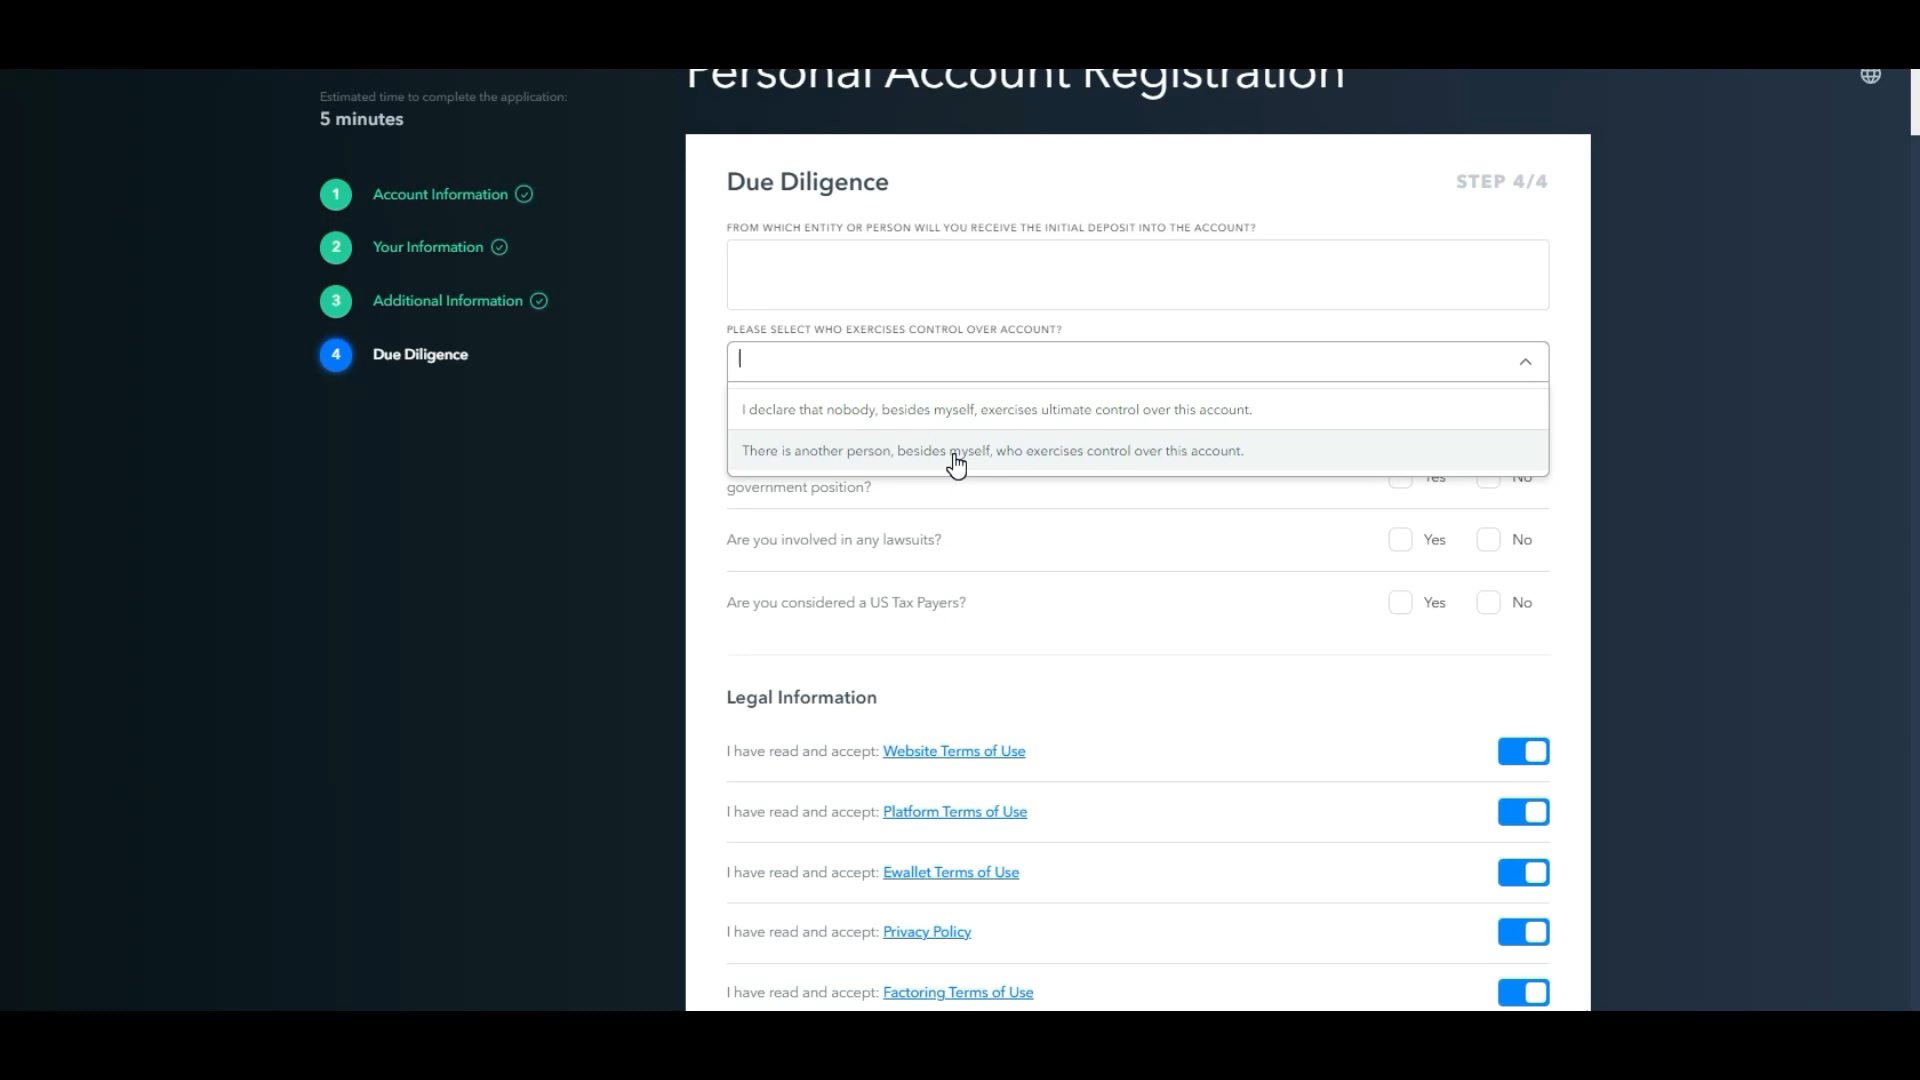 Personal Account Registration
Estimated time to complete the application:
5 minutes
1 Account Information
2 Your Information
3 Additional Information
4 Due Diligence
Due Diligence
STEP 4/4
FROM WHICH ENTITY OR PERSON WILL YOU RECEIVE THE INITIAL DEPOSIT INTO THE ACCOUNT?
PLEASE SELECT WHO EXERCISES CONTROL OVER ACCOUNT?
I declare that nobody, besides myself, exercises ultimate control over this account.
There is another person, besides myself, who exercises control over this account.
government position? Yes No
Are you involved in any lawsuits? Yes No
Are you considered a US Tax Payers? Yes No
Legal Information
I have read and accept: Website Terms of Use
I have read and accept: Platform Terms of Use
I have read and accept: Ewallet Terms of Use
I have read and accept: Privacy Policy
I have read and accept: Factoring Terms of Use